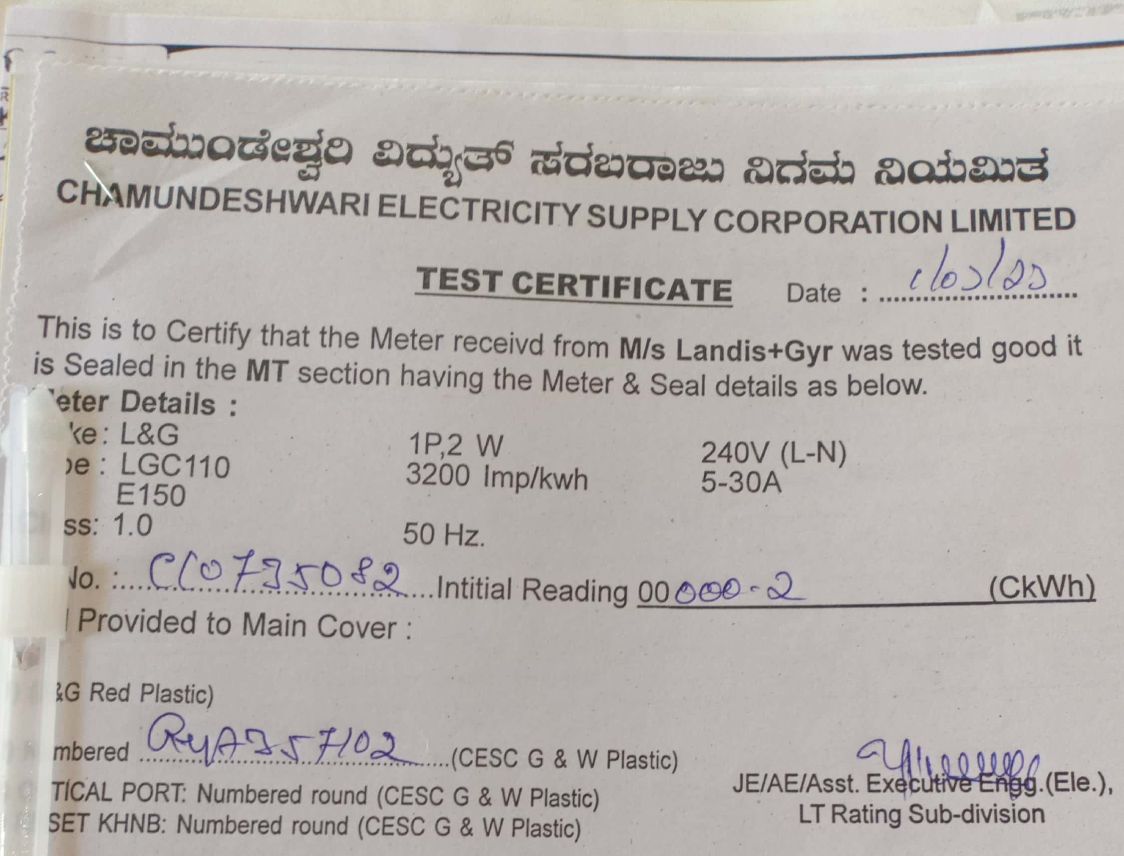 ಚಾಮುಂಡೇಶ್ವರಿ ವಿದ್ಯುತ್ ಸರಬರಾಜು ನಿಗಮ ನಿಯಮಿತ
CHAMUNDESHWARI ELECTRICITY SUPPLY CORPORATION LIMITED
TEST CERTIFICATE Date :
This is to Certify that the Meter receivd from M/s Landis+Gyr was tested good it
is Sealed in the MT section having the Meter & Seal details as below.
eter Details :
ke: L&G 1P,2 W 240V (L-N)
pe : LGC110 3200 Imp/kwh 5-30A
E150
ss: 1.0 50 Hz.
No. : Intitial Reading 00000-2 (CkWh)
Provided to Main Cover :
&G Red Plastic)
mbered (CESC G & W Plastic)
JE/AE/Asst. Executive Engg.(Ele.),
TICAL PORT: Numbered round (CESC G & W Plastic)
LT Rating Sub-division
SET KHNB: Numbered round (CESC G & W Plastic)